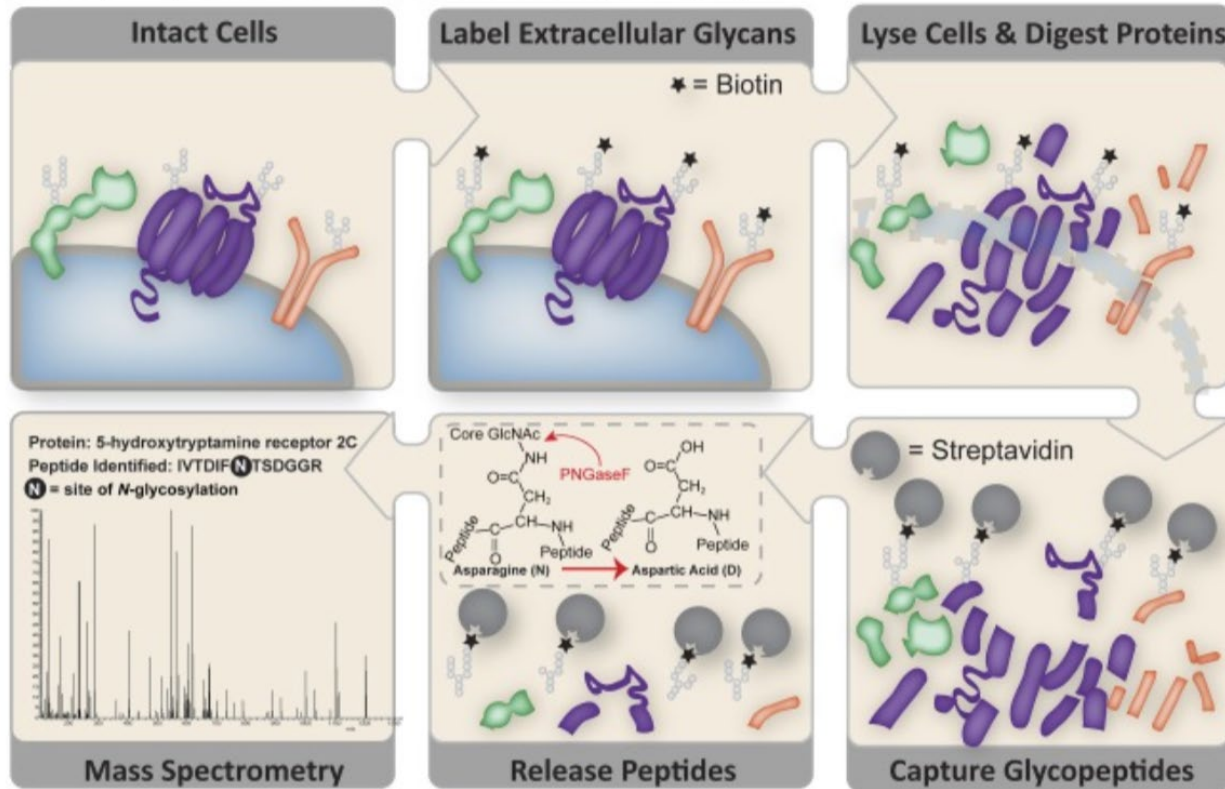 Intact Cells
Label Extracellular Glycans
Lyse Cells & Digest Proteins
= Biotin
Protein: 5-hydroxytryptamine receptor 2C
Peptide Identified: IVTDIFNTSDGGR
N = site of N-glycosylation
Core GlcNAc
NH
O
CH₂
CH
NH
Peptide
C
O
Peptide
Asparagine (N)
PNGaseF
OH
O
CH₂
CH
NH
Peptide
C
O
Peptide
Aspartic Acid (D)
= Streptavidin
Mass Spectrometry
Release Peptides
Capture Glycopeptides